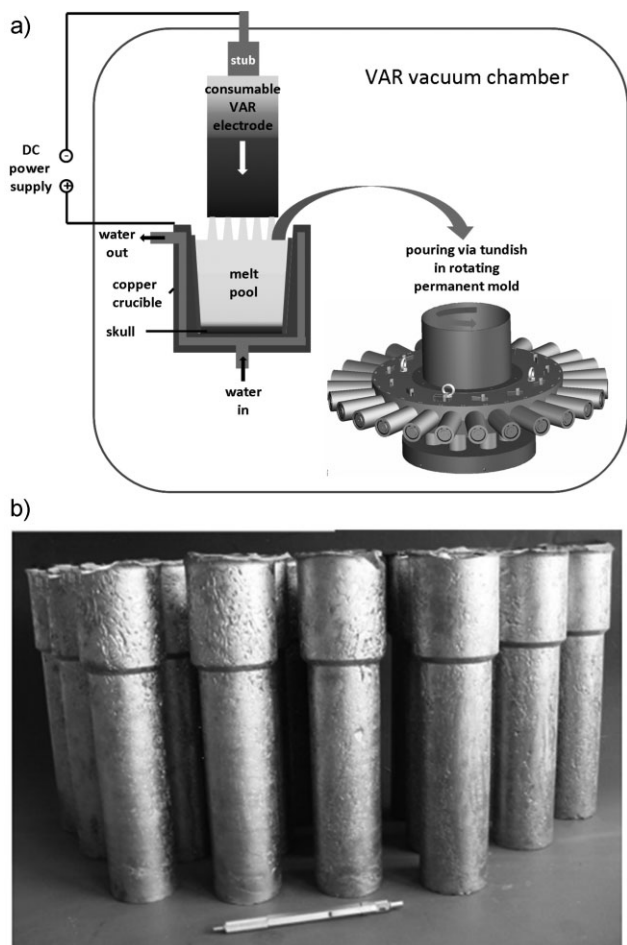 a)
VAR vacuum chamber
stub
consumable
VAR
electrode
DC
power
supply
-
+
water
out
melt
pool
copper
crucible
skull
water
in
pouring via tundish
in rotating
permanent mold
b)